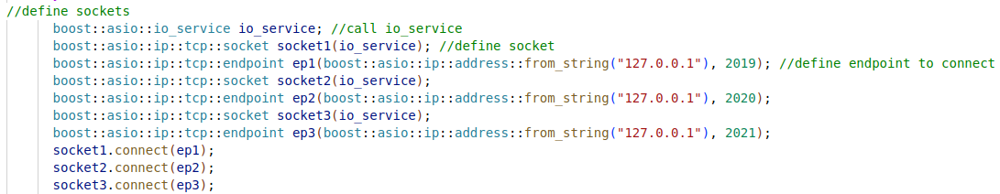 //define sockets
boost::asio::io_service io_service; //call io_service
boost::asio::ip::tcp::socket socket1(io_service); //define socket
boost::asio::ip::tcp::endpoint ep1(boost::asio::ip::address::from_string("127.0.0.1"), 2019); //define endpoint to connect
boost::asio::ip::tcp::socket socket2(io_service);
boost::asio::ip::tcp::endpoint ep2(boost::asio::ip::address::from_string("127.0.0.1"), 2020);
boost::asio::ip::tcp::socket socket3(io_service);
boost::asio::ip::tcp::endpoint ep3(boost::asio::ip::address::from_string("127.0.0.1"), 2021);
socket1.connect(ep1);
socket2.connect(ep2);
socket3.connect(ep3);